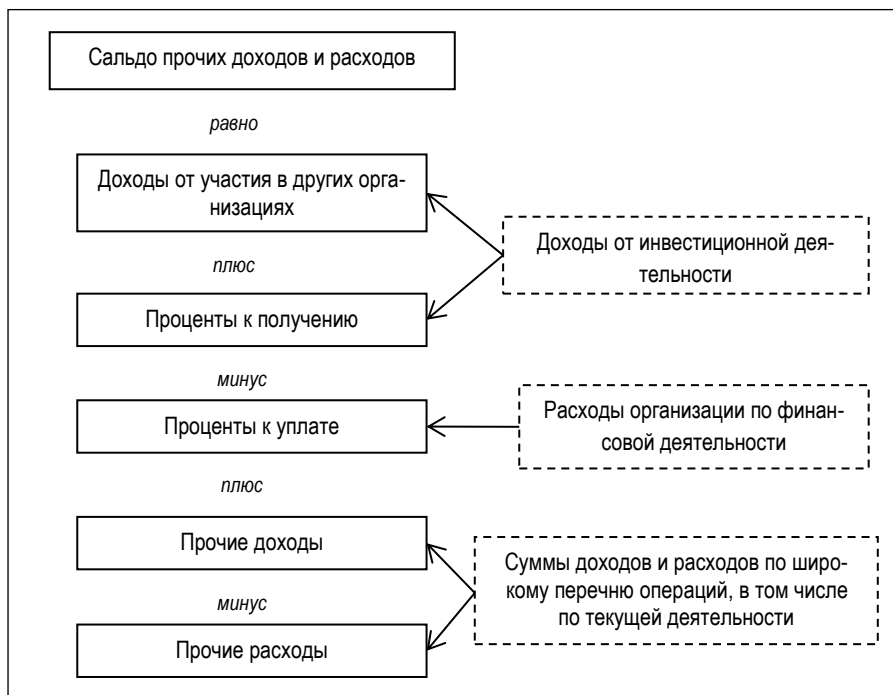 Сальдо прочих доходов и расходов
равно
Доходы от участия в других орга-
низациях
Доходы от инвестиционной дея-
тельности
плюс
Проценты к получению
минус
Проценты к уплате
Расходы организации по финан-
совой деятельности
плюс
Прочие доходы
Суммы доходов и расходов по широ-
кому перечню операций, в том числе
по текущей деятельности
минус
Прочие расходы